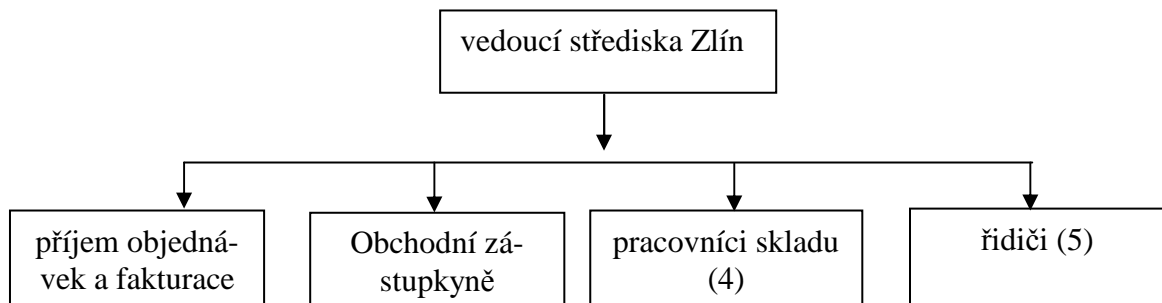 vedoucí střediska Zlín
příjem objedná-
vek a fakturace
Obchodní zá-
stupkyně
pracovníci skladu
(4)
řidiči (5)